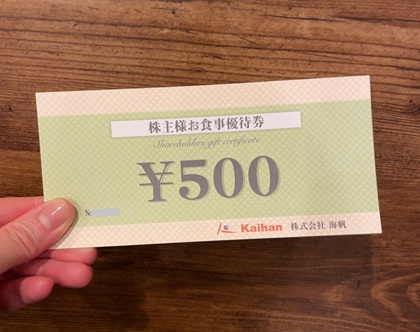 株主様お食事優待券
Shareholders gift certificate
¥500
№
Kaihan 株式会社 海帆